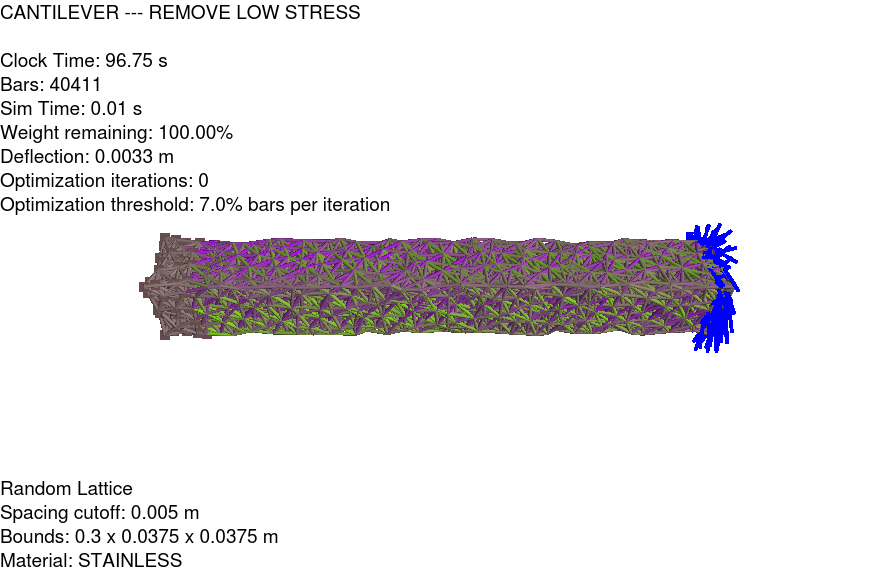 CANTILEVER --- REMOVE LOW STRESS
Clock Time: 96.75 s
Bars: 40411
Sim Time: 0.01 s
Weight remaining: 100.00%
Deflection: 0.0033 m
Optimization iterations: 0
Optimization threshold: 7.0% bars per iteration
Random Lattice
Spacing cutoff: 0.005 m
Bounds: 0.3 x 0.0375 x 0.0375 m
Material: STAINLESS